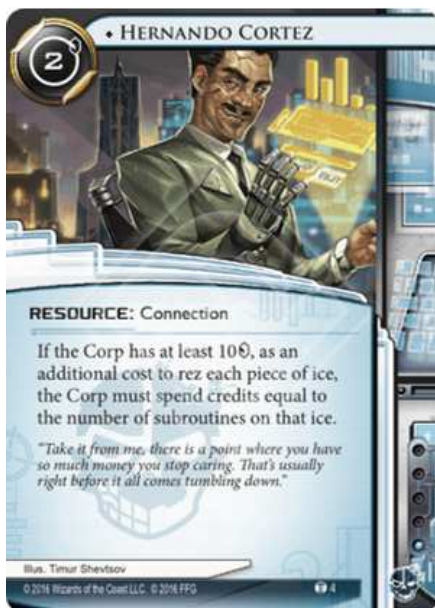 2
♦ HERNANDO CORTEZ
RESOURCE: Connection
If the Corp has at least 10, as an
additional cost to rez each piece of ice,
the Corp must spend credits equal to
the number of subroutines on that ice.
"Take it from me, there is a point where you have
so much money you stop caring. That's usually
right before it all comes tumbling down."
Illus. Timur Shevtsov
© 2016 Wizards of the Coast LLC. © 2016 FFG
4